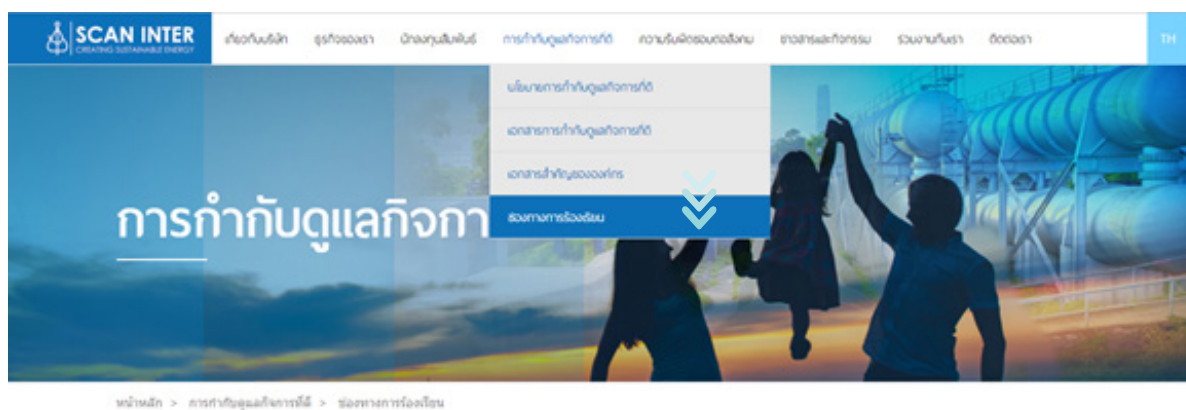 SCAN INTER
CREATING SUSTAINABLE ENERGY
เกี่ยวกับบริษัท ธุรกิจของเรา นักลงทุนสัมพันธ์ การกำกับดูแลกิจการที่ดี ความรับผิดชอบต่อสังคม ข่าวสารและกิจกรรม ร่วมงานกับเรา ติดต่อเรา TH
นโยบายการกำกับดูแลกิจการที่ดี
เอกสารการกำกับดูแลกิจการที่ดี
เอกสารสำคัญขององค์กร
ช่องทางการร้องเรียน
การกำกับดูแลกิจกา
หน้าหลัก > การกำกับดูแลกิจการที่ดี > ช่องทางการร้องเรียน